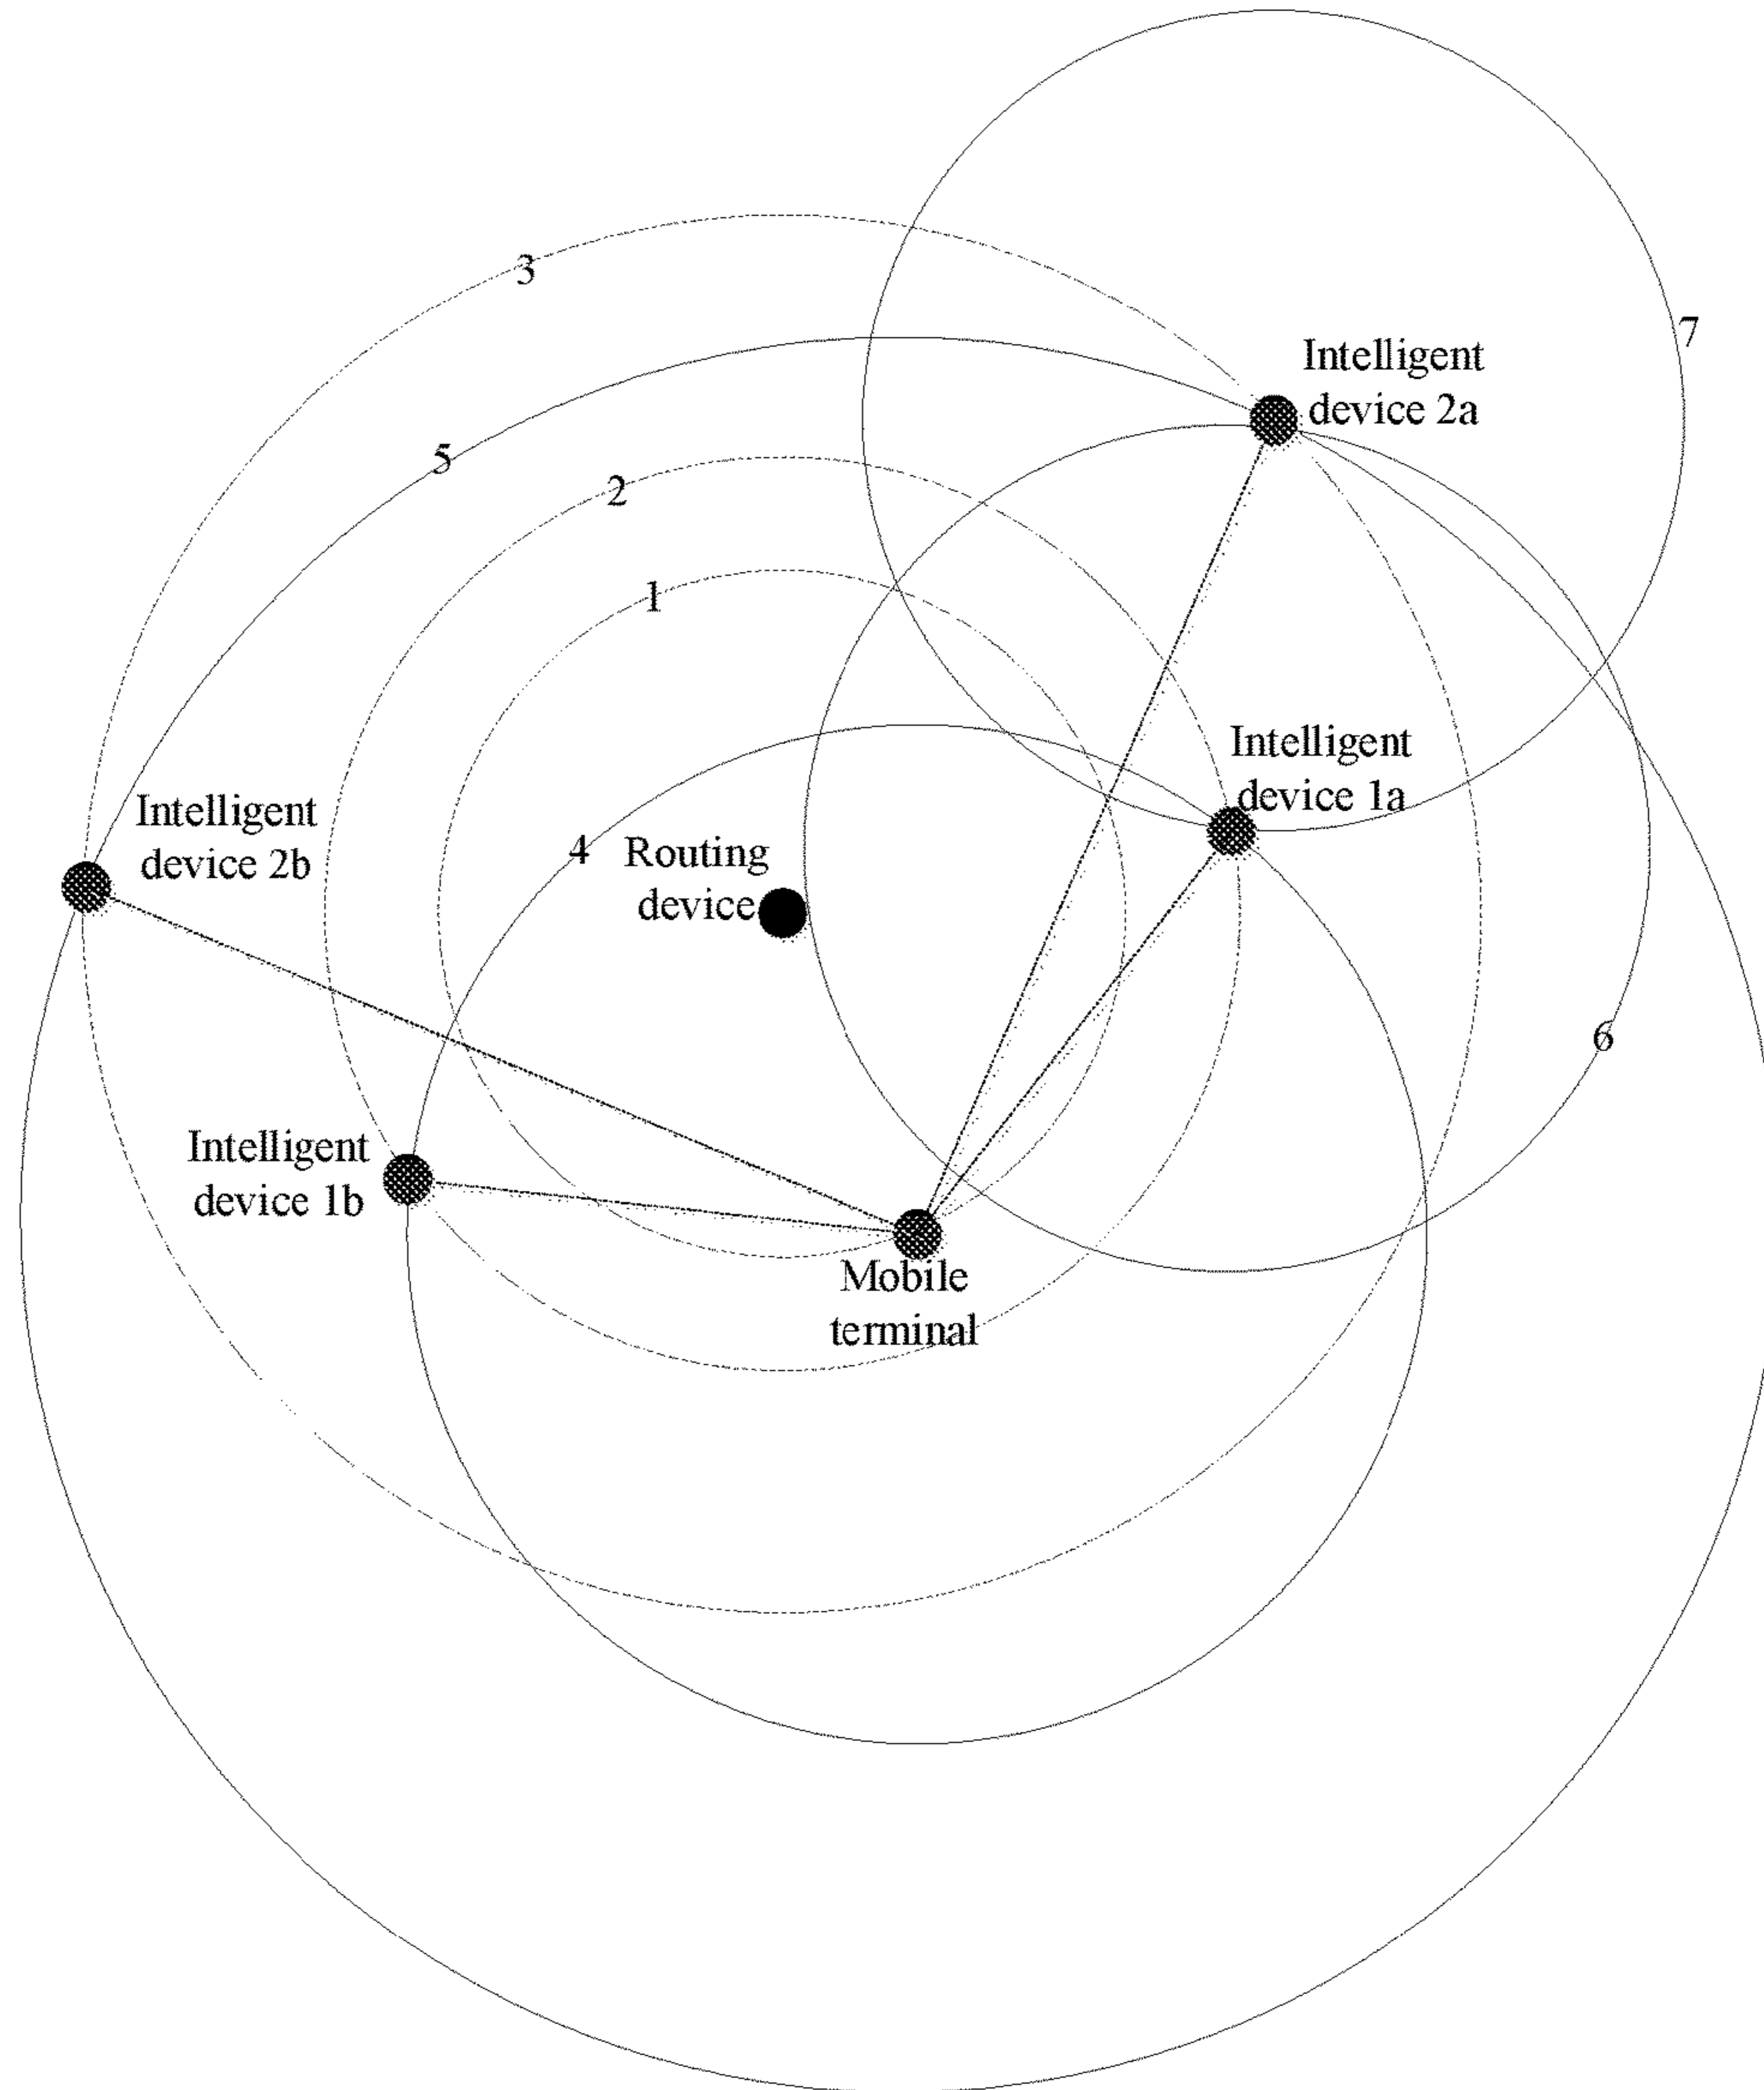 3
7
Intelligent
device 2a
5
2
1
Intelligent
device 1a
Intelligent
device 2b
4
Routing
device
6
Intelligent
device 1b
Mobile
terminal